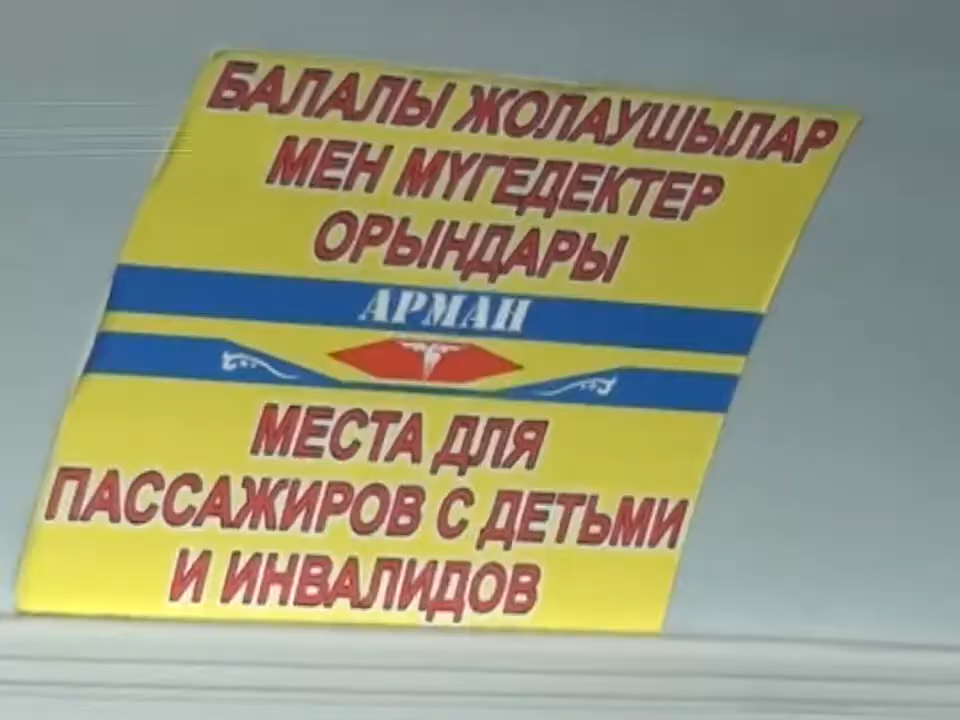 БАЛАЛЫ ЖОЛАУШЫЛАР
МЕН МҮГЕДЕКТЕР
ОРЫНДАРЫ
АРМАН
МЕСТА ДЛЯ
ПАССАЖИРОВ С ДЕТЬМИ
И ИНВАЛИДОВ